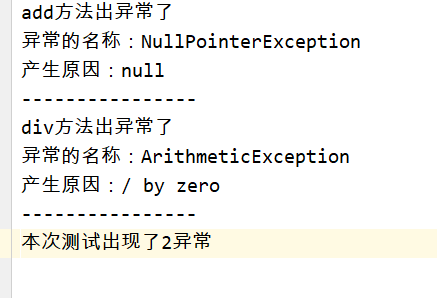 add方法出异常了
异常的名称：NullPointerException
产生原因：null
----------------
div方法出异常了
异常的名称：ArithmeticException
产生原因：/ by zero
----------------
本次测试出现了2异常